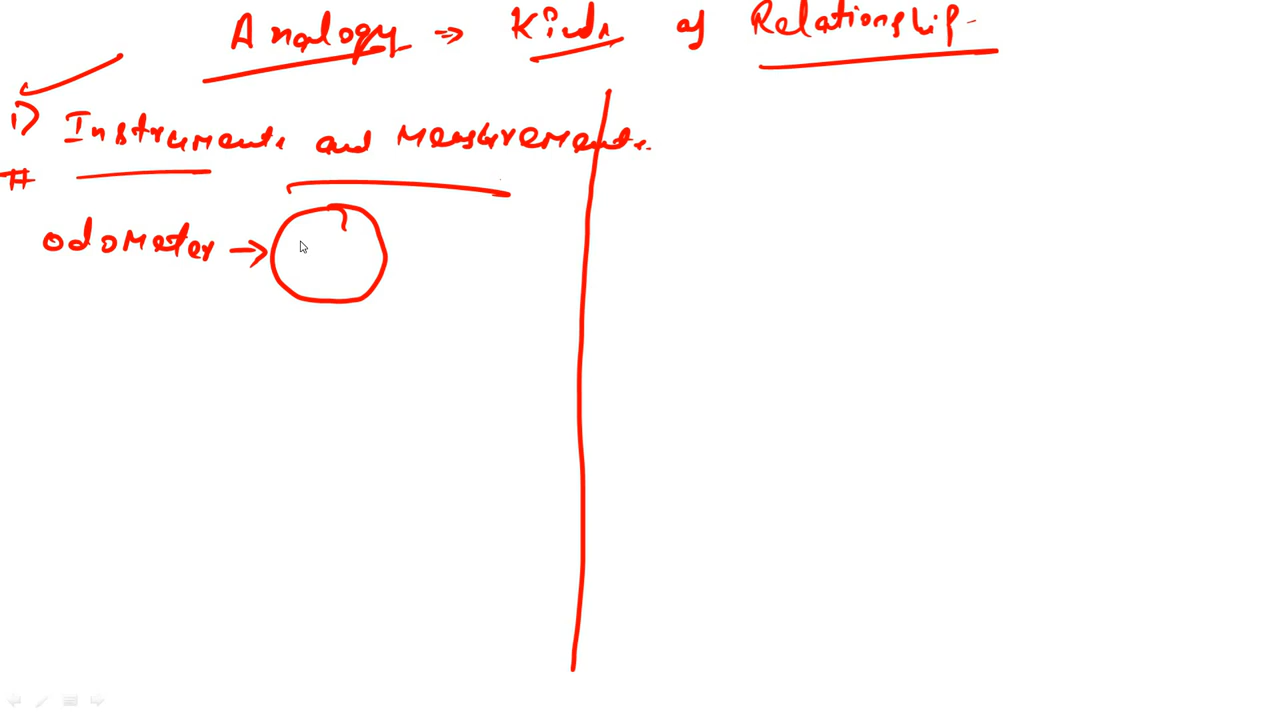 Analogy → Kinds of Relationship-
1) Instruments and Measurements.
#
odometer →